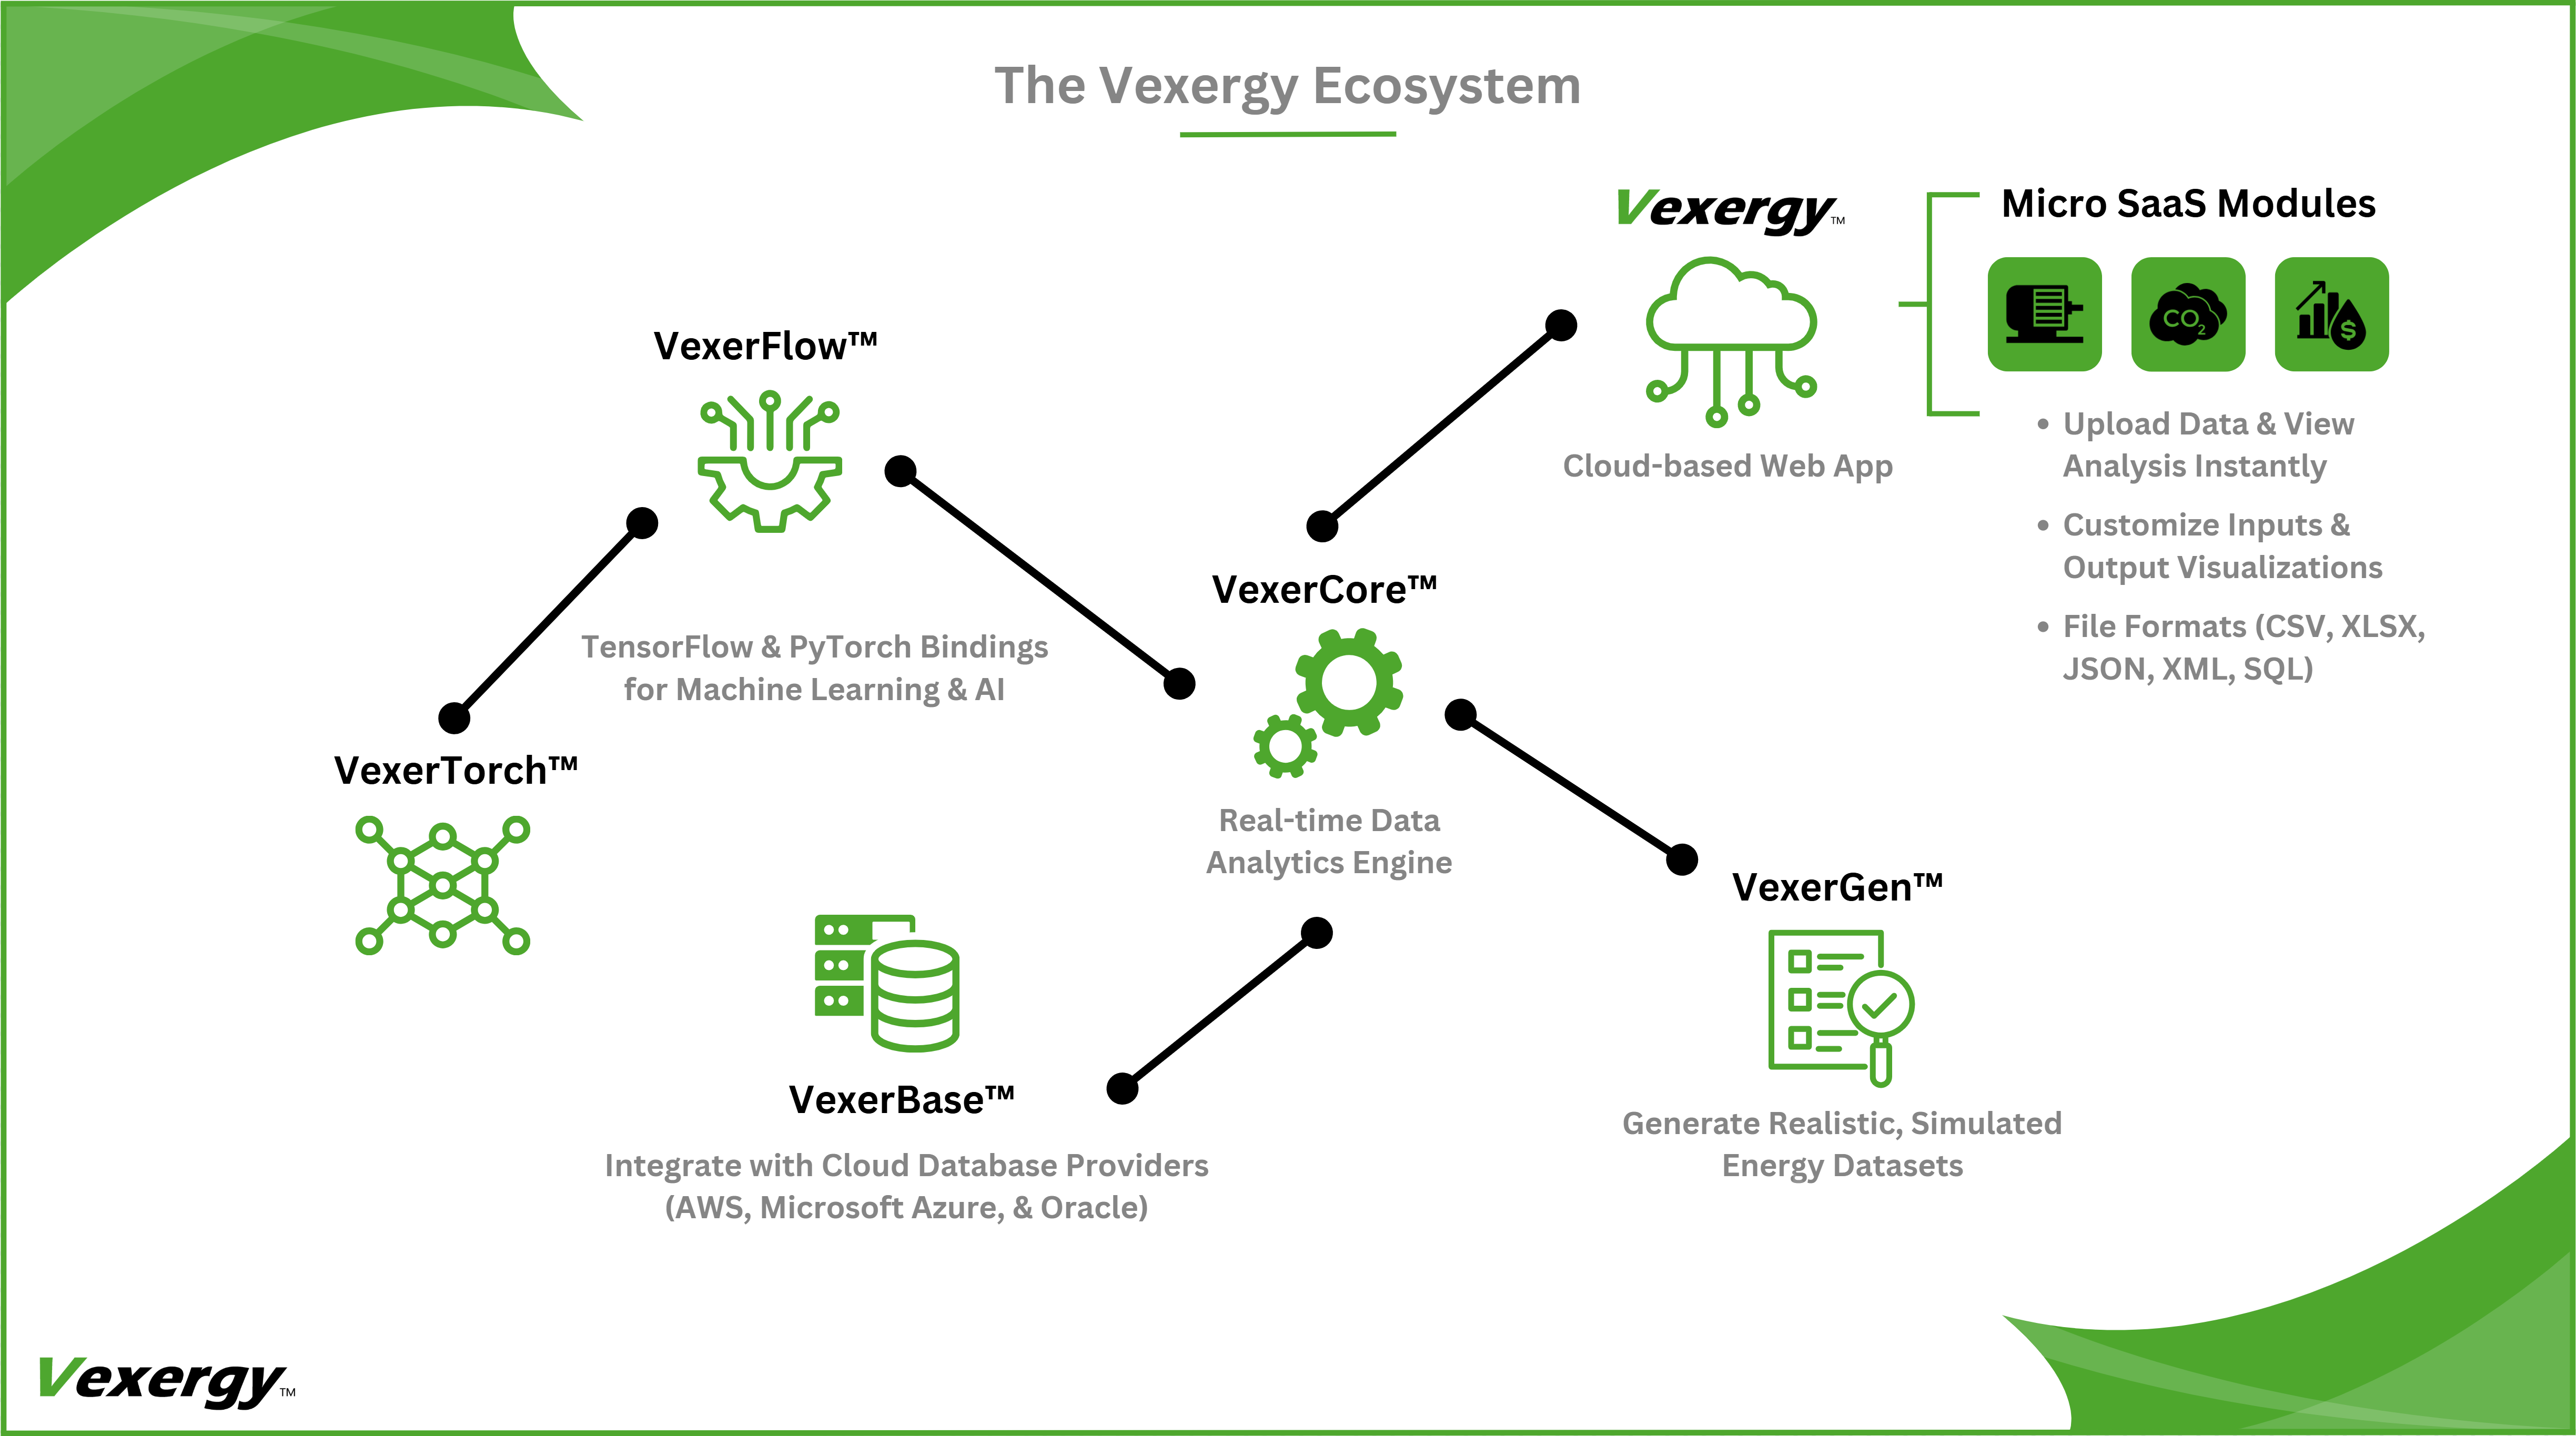 The Vexergy Ecosystem
Vexergy™
Micro SaaS Modules
CO2
$
Cloud-based Web App
• Upload Data & View
Analysis Instantly
• Customize Inputs &
Output Visualizations
• File Formats (CSV, XLSX,
JSON, XML, SQL)
VexerFlow™
TensorFlow & PyTorch Bindings
for Machine Learning & AI
VexerTorch™
VexerCore™
Real-time Data
Analytics Engine
VexerBase™
Integrate with Cloud Database Providers
(AWS, Microsoft Azure, & Oracle)
VexerGen™
Generate Realistic, Simulated
Energy Datasets
Vexergy™